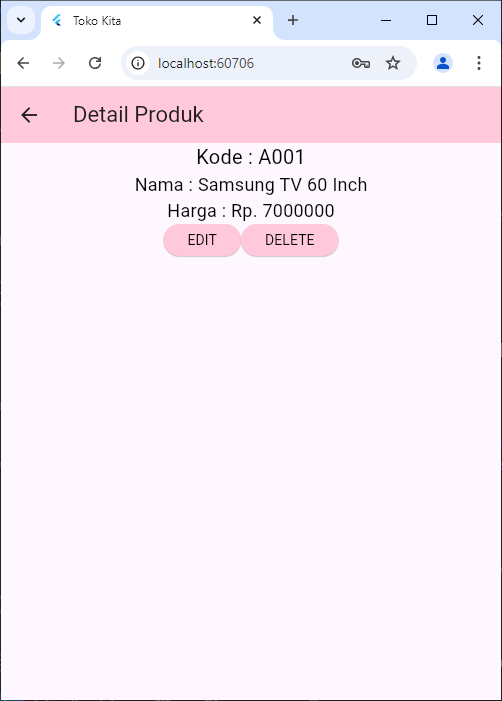 Toko Kita
localhost:60706
Detail Produk
Kode : A001
Nama : Samsung TV 60 Inch
Harga : Rp. 7000000
EDIT DELETE